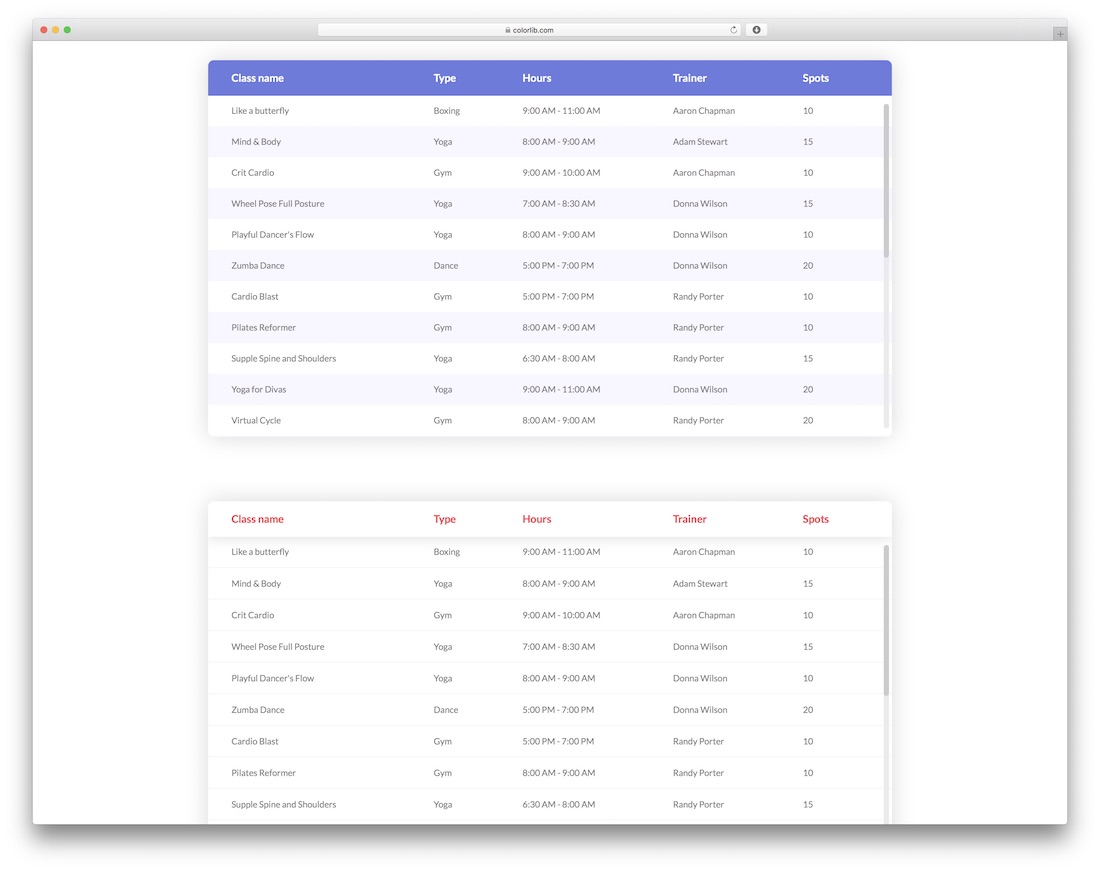 colorlib.com
Class name Type Hours Trainer Spots
Like a butterfly Boxing 9:00 AM - 11:00 AM Aaron Chapman 10
Mind & Body Yoga 8:00 AM - 9:00 AM Adam Stewart 15
Crit Cardio Gym 9:00 AM - 10:00 AM Aaron Chapman 10
Wheel Pose Full Posture Yoga 7:00 AM - 8:30 AM Donna Wilson 15
Playful Dancer's Flow Yoga 8:00 AM - 9:00 AM Donna Wilson 10
Zumba Dance Dance 5:00 PM - 7:00 PM Donna Wilson 20
Cardio Blast Gym 5:00 PM - 7:00 PM Randy Porter 10
Pilates Reformer Gym 8:00 AM - 9:00 AM Randy Porter 10
Supple Spine and Shoulders Yoga 6:30 AM - 8:00 AM Randy Porter 15
Yoga for Divas Yoga 9:00 AM - 11:00 AM Donna Wilson 20
Virtual Cycle Gym 8:00 AM - 9:00 AM Randy Porter 20
Class name Type Hours Trainer Spots
Like a butterfly Boxing 9:00 AM - 11:00 AM Aaron Chapman 10
Mind & Body Yoga 8:00 AM - 9:00 AM Adam Stewart 15
Crit Cardio Gym 9:00 AM - 10:00 AM Aaron Chapman 10
Wheel Pose Full Posture Yoga 7:00 AM - 8:30 AM Donna Wilson 15
Playful Dancer's Flow Yoga 8:00 AM - 9:00 AM Donna Wilson 10
Zumba Dance Dance 5:00 PM - 7:00 PM Donna Wilson 20
Cardio Blast Gym 5:00 PM - 7:00 PM Randy Porter 10
Pilates Reformer Gym 8:00 AM - 9:00 AM Randy Porter 10
Supple Spine and Shoulders Yoga 6:30 AM - 8:00 AM Randy Porter 15